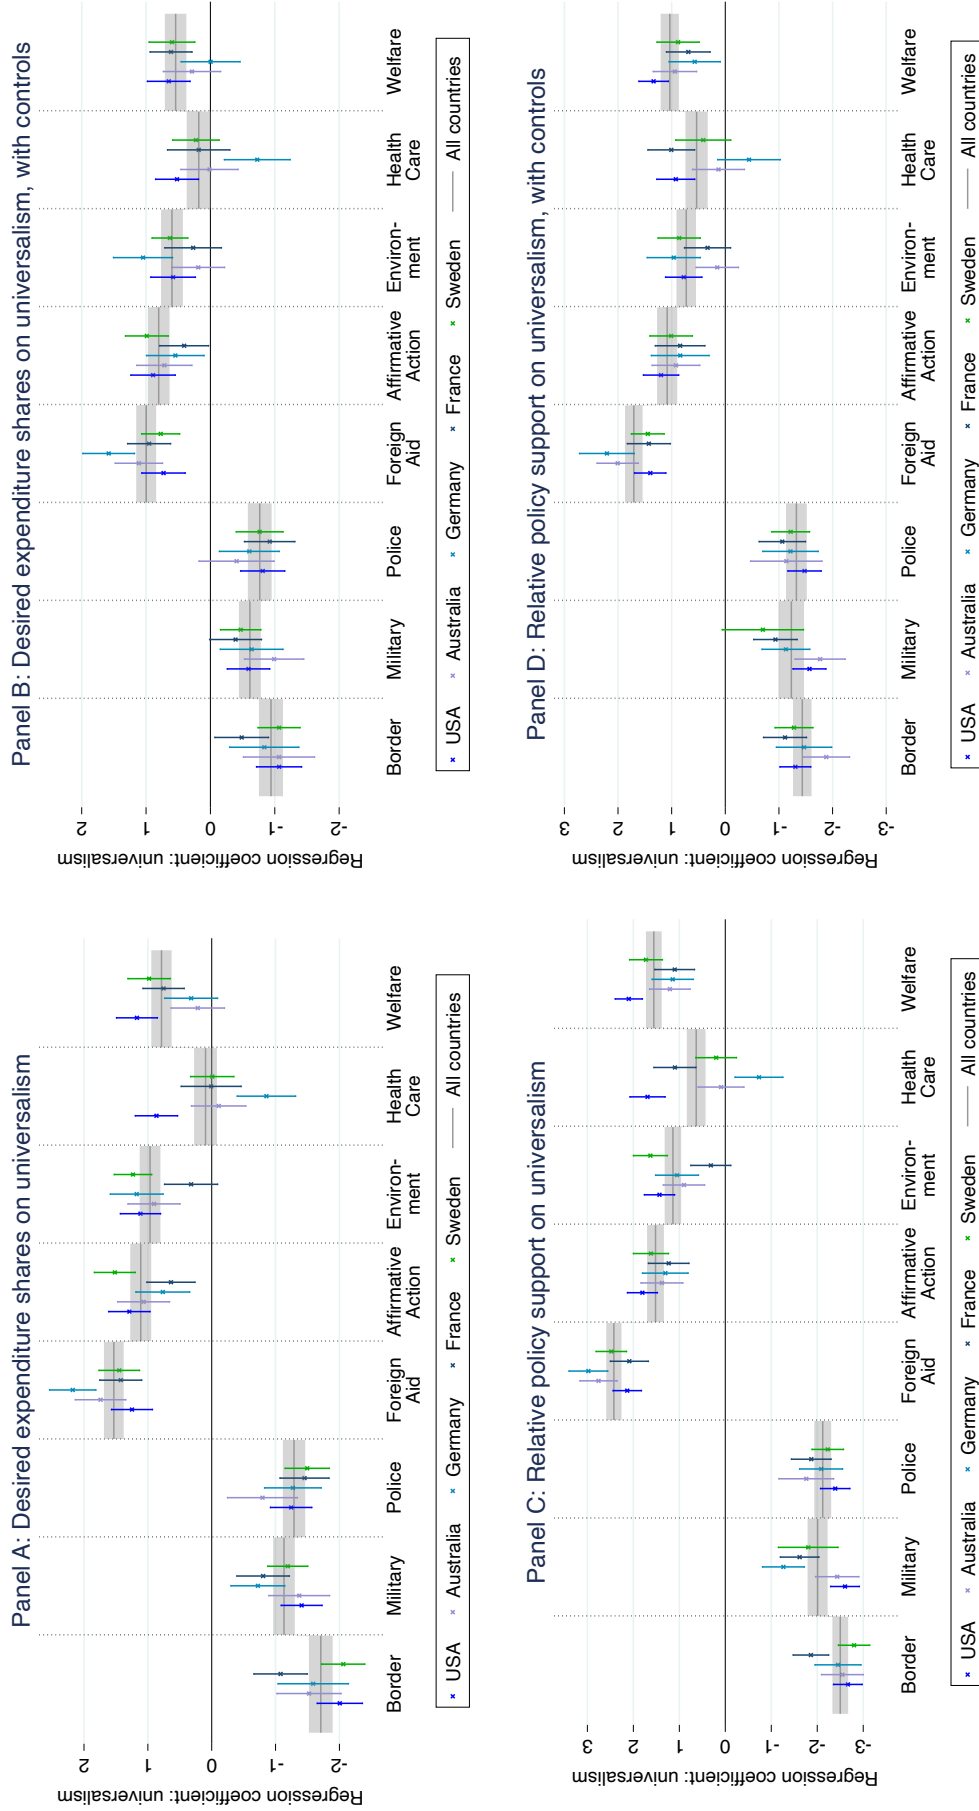 Panel A: Desired expenditure shares on universalism
Regression coefficient: universalism
2
1
0
-1
-2
Border
Military
Police
Foreign
Aid
Affirmative
Action
Environ-
ment
Health
Care
Welfare
USA
Australia
Germany
France
Sweden
All countries
Panel B: Desired expenditure shares on universalism, with controls
Regression coefficient: universalism
2
1
0
-1
-2
Border
Military
Police
Foreign
Aid
Affirmative
Action
Environ-
ment
Health
Care
Welfare
USA
Australia
Germany
France
Sweden
All countries
Panel C: Relative policy support on universalism
Regression coefficient: universalism
3
2
1
0
-1
-2
-3
Border
Military
Police
Foreign
Aid
Affirmative
Action
Environ-
ment
Health
Care
Welfare
USA
Australia
Germany
France
Sweden
All countries
Panel D: Relative policy support on universalism, with controls
Regression coefficient: universalism
3
2
1
0
-1
-2
-3
Border
Military
Police
Foreign
Aid
Affirmative
Action
Environ-
ment
Health
Care
Welfare
USA
Australia
Germany
France
Sweden
All countries